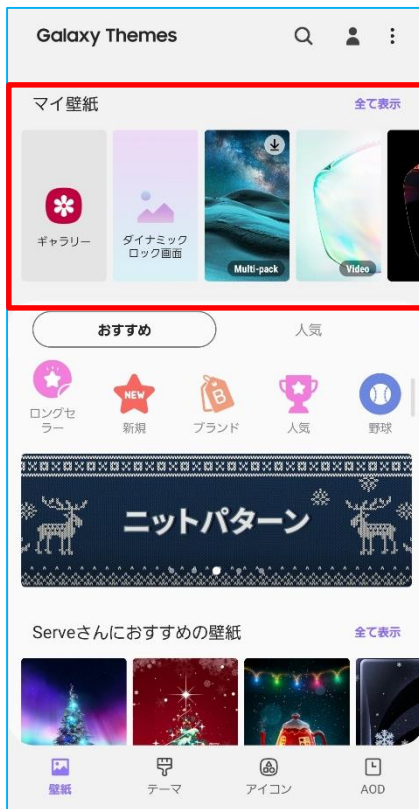 Galaxy Themes
マイ壁紙
全て表示
ギャラリー
ダイナミック
ロック画面
Multi-pack
Video
おすすめ
人気
NEW
B
ロングセ
ラー
新規
ブランド
人気
野球
ニットパターン
Serveさんにおすすめの壁紙
全て表示
壁紙
テーマ
アイコン
AOD